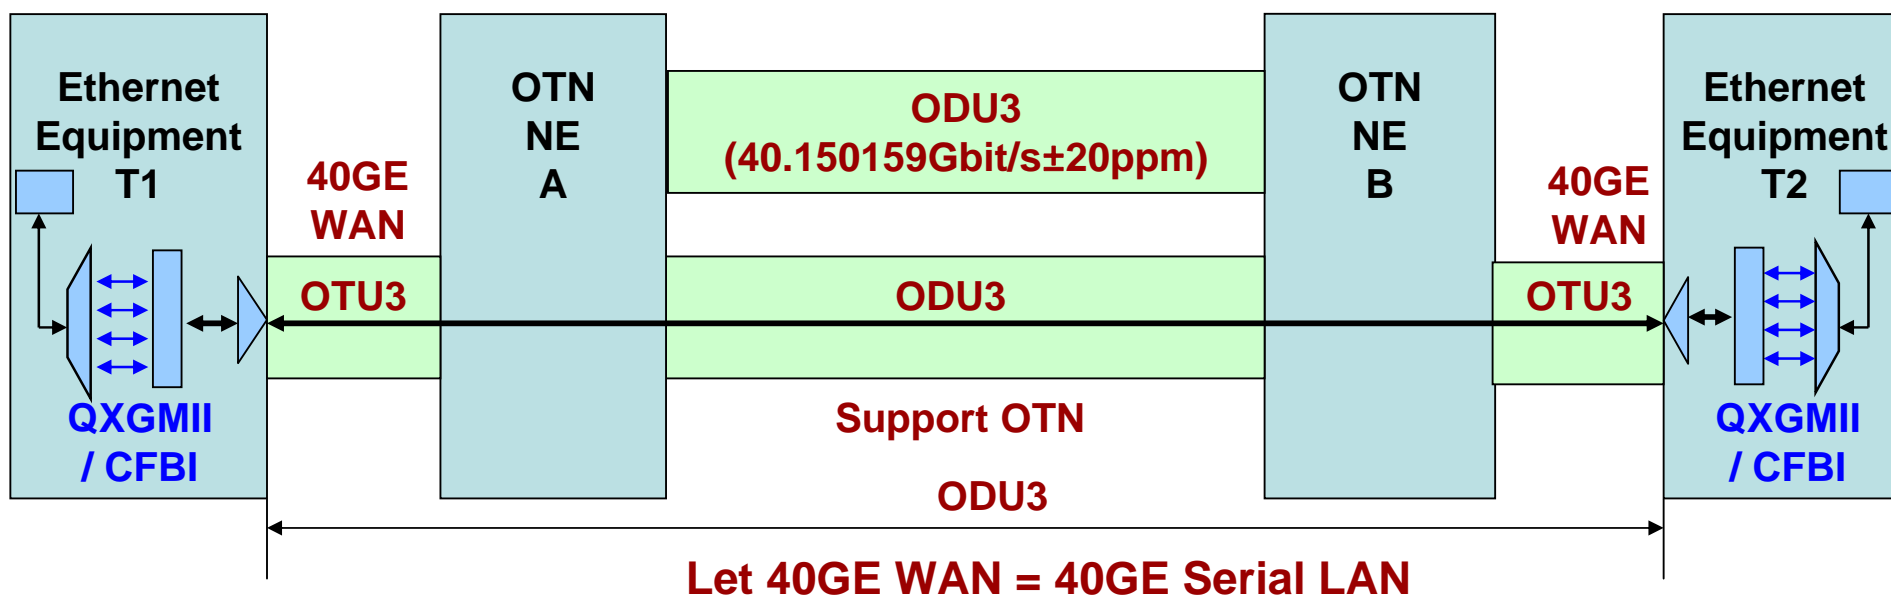 Ethernet
Equipment
T1
40GE
WAN
OTN
NE
A
ODU3
(40.150159Gbit/s±20ppm)
OTN
NE
B
40GE
WAN
Ethernet
Equipment
T2
OTU3
ODU3
OTU3
QXGMII
/ CFBI
Support OTN
QXGMII
/ CFBI
ODU3
Let 40GE WAN = 40GE Serial LAN